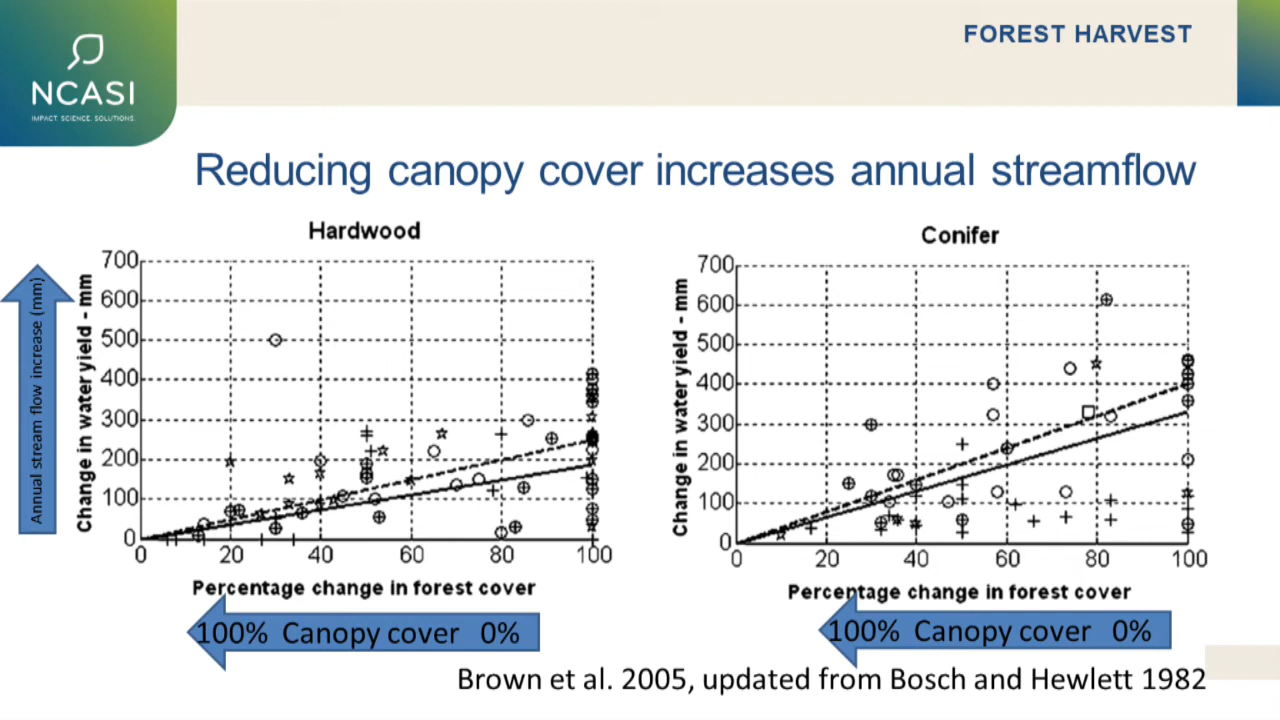 FOREST HARVEST
NCASI
IMPACT. SCIENCE. SOLUTIONS.
Reducing canopy cover increases annual streamflow
Hardwood
Annual stream flow increase (mm)
Change in water yield - mm
700
600
500
400
300
200
100
0
0 20 40 60 80 100
Percentage change in forest cover
100% Canopy cover 0%
Conifer
Change in water yield - mm
700
600
500
400
300
200
100
0
0 20 40 60 80 100
Percentage change in forest cover
100% Canopy cover 0%
Brown et al. 2005, updated from Bosch and Hewlett 1982